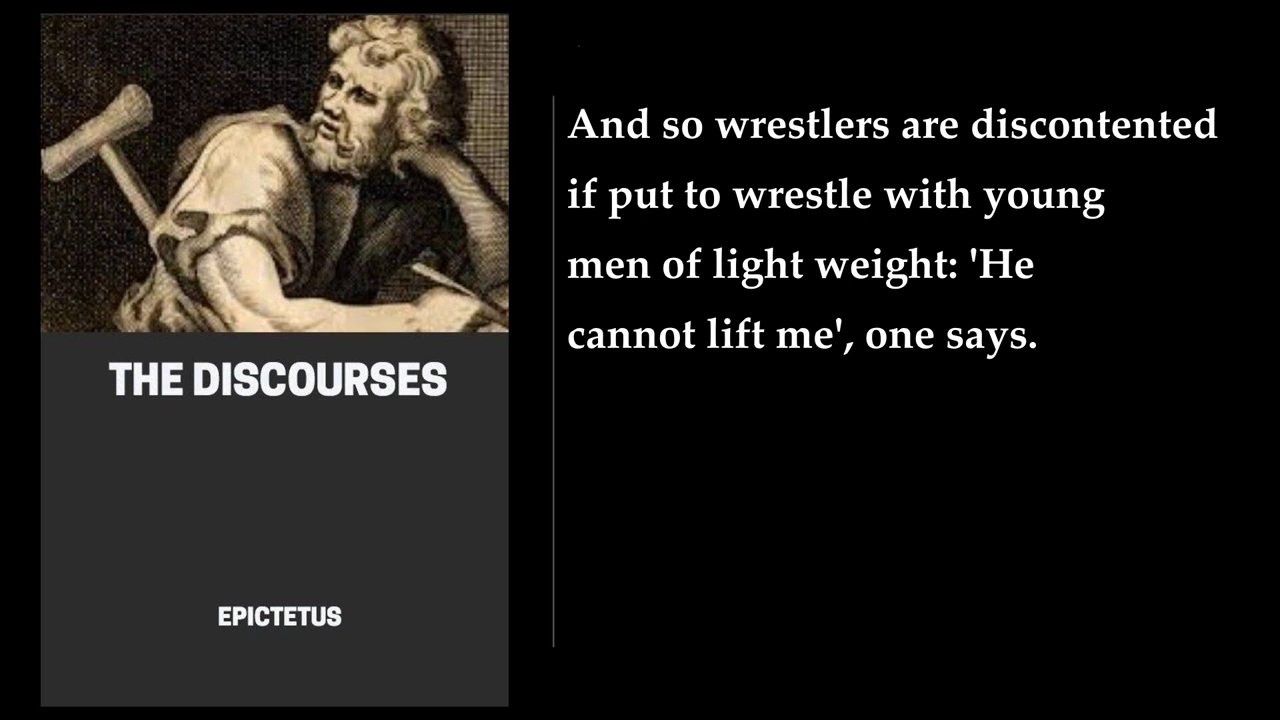 THE DISCOURSES
EPICTETUS
And so wrestlers are discontented
if put to wrestle with young
men of light weight: 'He
cannot lift me', one says.